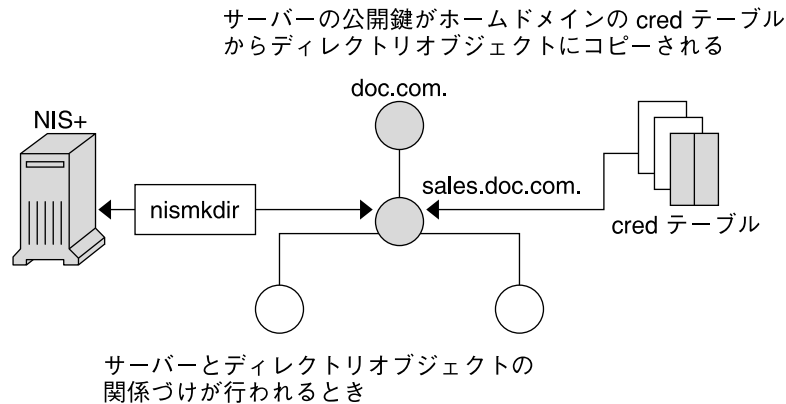 サーバーの公開鍵がホームドメインの cred テーブル
からディレクトリオブジェクトにコピーされる
doc.com.
NIS+
nismkdir
sales.doc.com.
cred テーブル
サーバーとディレクトリオブジェクトの
関係づけが行われるとき